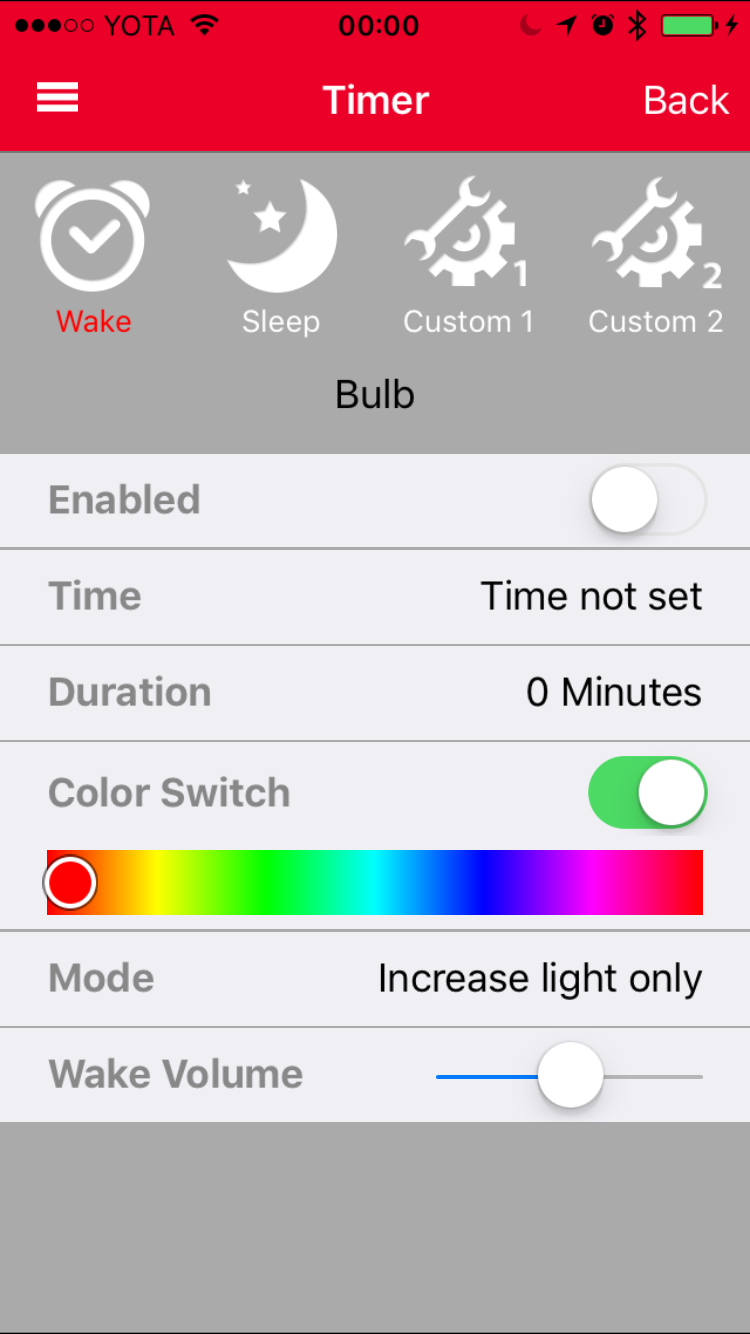 YOTA 00:00
Timer Back
1 2
Wake Sleep Custom 1 Custom 2
Bulb
Enabled
Time Time not set
Duration 0 Minutes
Color Switch
Mode Increase light only
Wake Volume